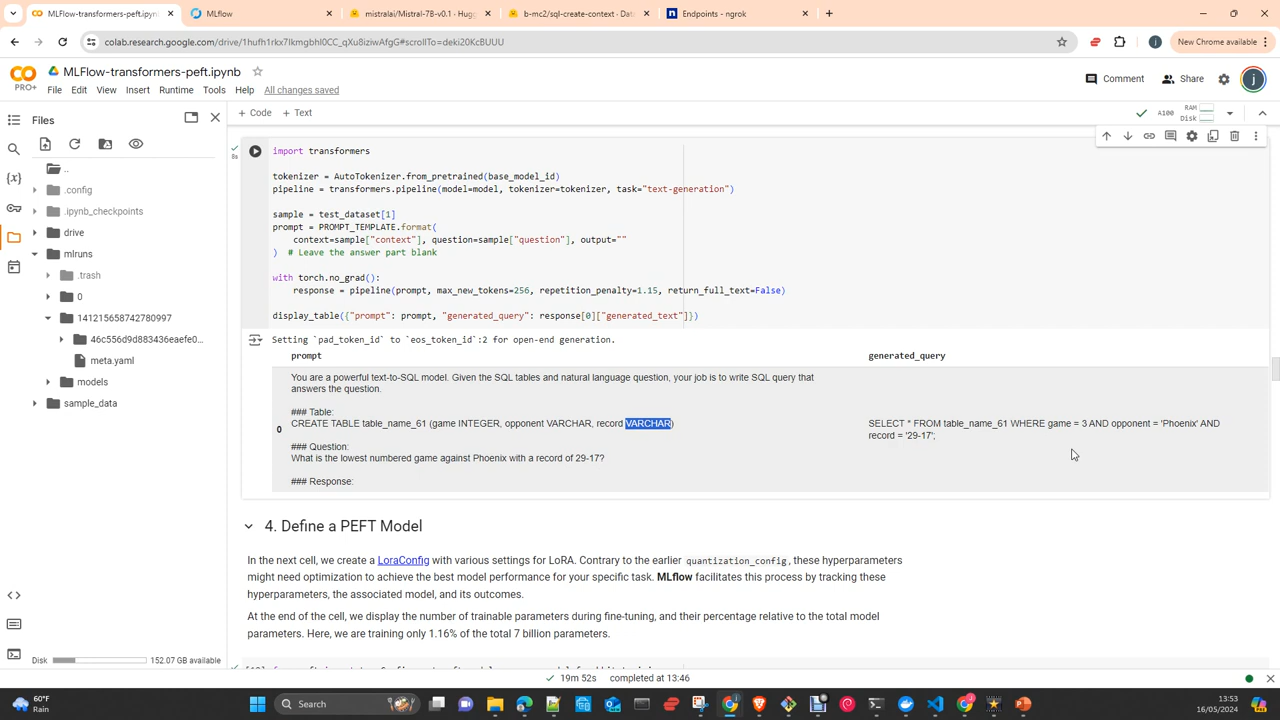 MLFlow-transformers-peft.ipynb
MLflow
mistralai/Mistral-7B-v0.1 - Hugg
b-mc2/sql-create-context - Data
Endpoints - ngrok
colab.research.google.com/drive/
New Chrome available
MLFlow-transformers-peft.ipynb
PRO+
File Edit View Insert Runtime Tools Help All changes saved
Comment Share j
Files
+ Code + Text
A100 RAM Disk
..
.config
.ipynb_checkpoints
drive
mlruns
.trash
0
141215658742780997
46c556d9d883436eaefe0...
meta.yaml
models
sample_data
8s
import transformers
tokenizer = AutoTokenizer.from_pretrained(base_model_id)
pipeline = transformers.pipeline(model=model, tokenizer=tokenizer, task="text-generation")
sample = test_dataset[1]
prompt = PROMPT_TEMPLATE.format(
context=sample["context"], question=sample["question"], output=""
) # Leave the answer part blank
with torch.no_grad():
response = pipeline(prompt, max_new_tokens=256, repetition_penalty=1.15, return_full_text=False)
display_table({"prompt": prompt, "generated_query": response[0]["generated_text"]})
Setting `pad_token_id` to `eos_token_id`:2 for open-end generation.
prompt generated_query
You are a powerful text-to-SQL model. Given the SQL tables and natural language question, your job is to write SQL query that
answers the question.
### Table:
CREATE TABLE table_name_61 (game INTEGER, opponent VARCHAR, record VARCHAR)
0
### Question:
What is the lowest numbered game against Phoenix with a record of 29-17?
### Response:
SELECT * FROM table_name_61 WHERE game = 3 AND opponent = 'Phoenix' AND
record = '29-17';
4. Define a PEFT Model
In the next cell, we create a LoraConfig with various settings for LoRA. Contrary to the earlier quantization_config, these hyperparameters
might need optimization to achieve the best model performance for your specific task. MLflow facilitates this process by tracking these
hyperparameters, the associated model, and its outcomes.
At the end of the cell, we display the number of trainable parameters during fine-tuning, and their percentage relative to the total model
parameters. Here, we are training only 1.16% of the total 7 billion parameters.
Disk 152.07 GB available
19m 52s completed at 13:46
60°F
Rain
Search
13:53
16/05/2024